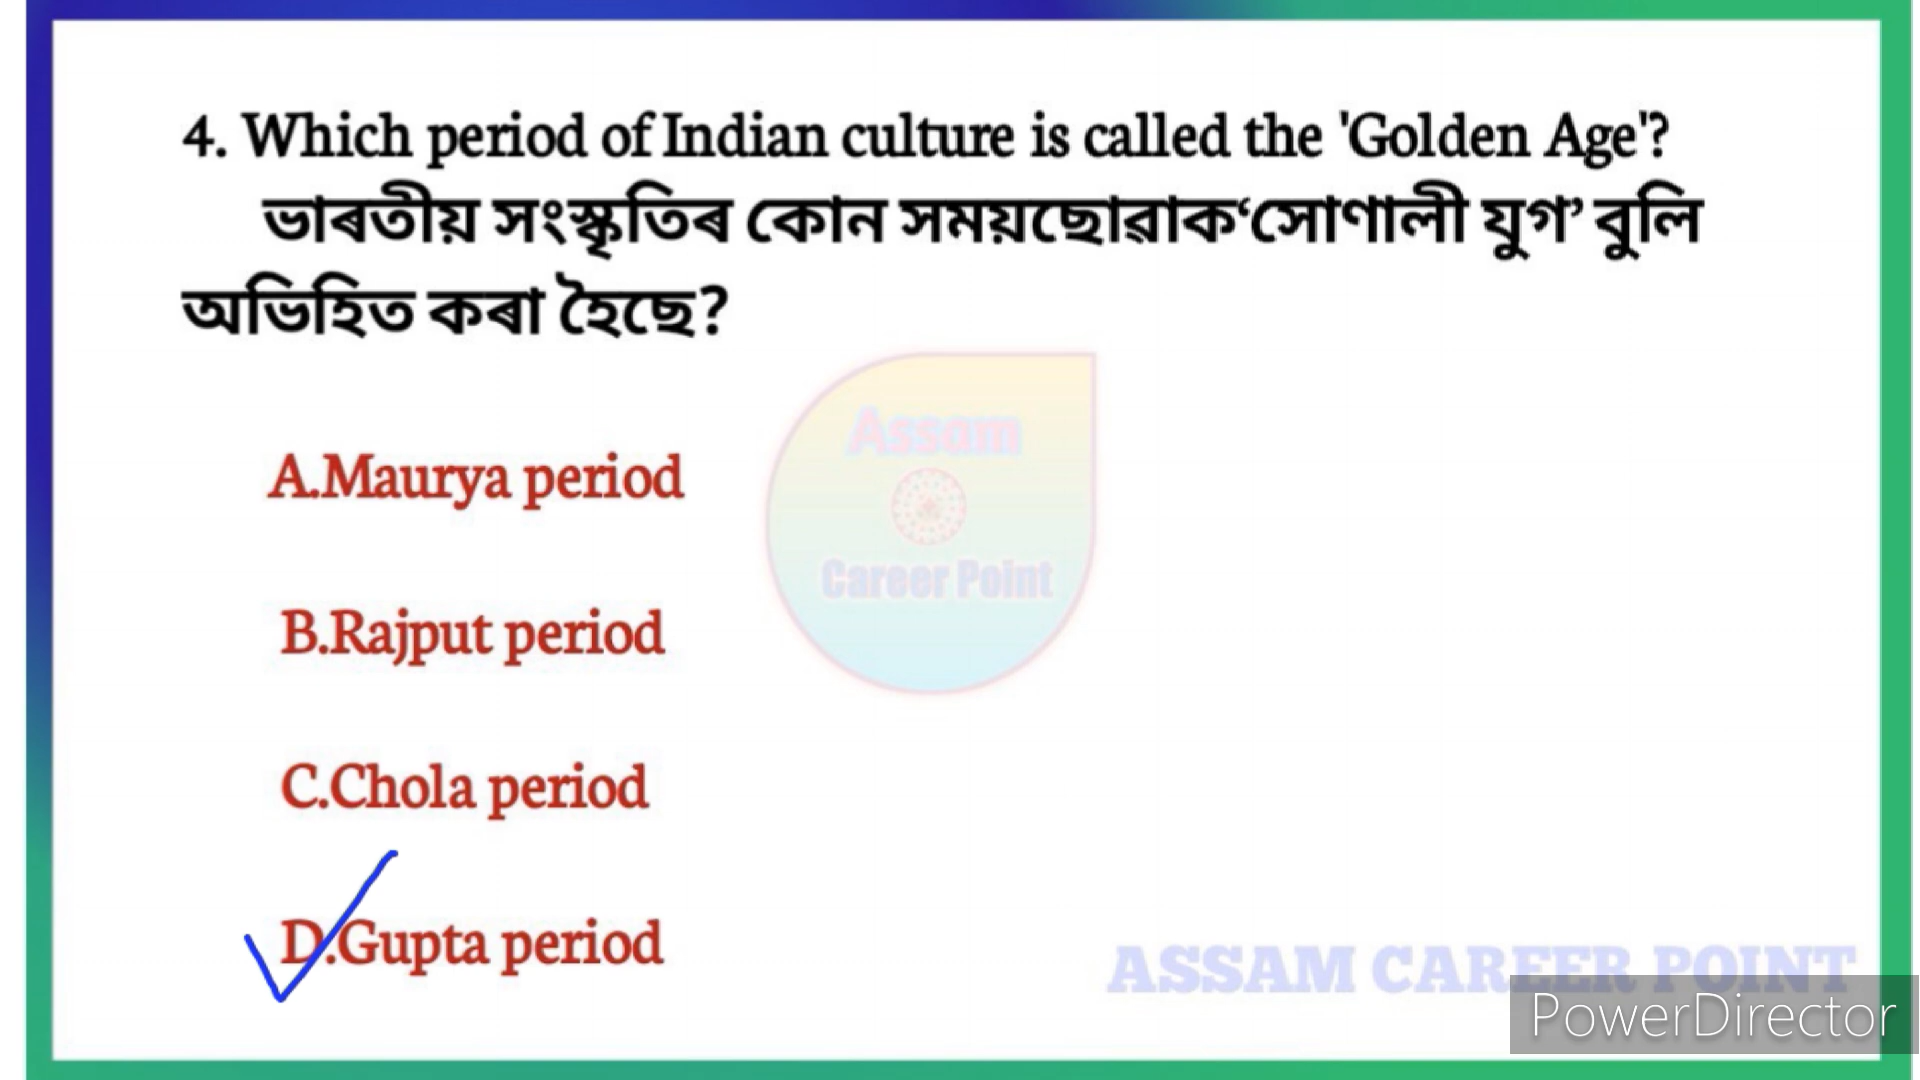 4. Which period of Indian culture is called the 'Golden Age'?
ভাৰতীয় সংস্কৃতিৰ কোন সময়ছোৱাক‘সোণালী যুগ’ বুলি
অভিহিত কৰা হৈছে?
Assam
Career Point
A.Maurya period
B.Rajput period
C.Chola period
D.Gupta period
ASSAM CAREER POINT
PowerDirector